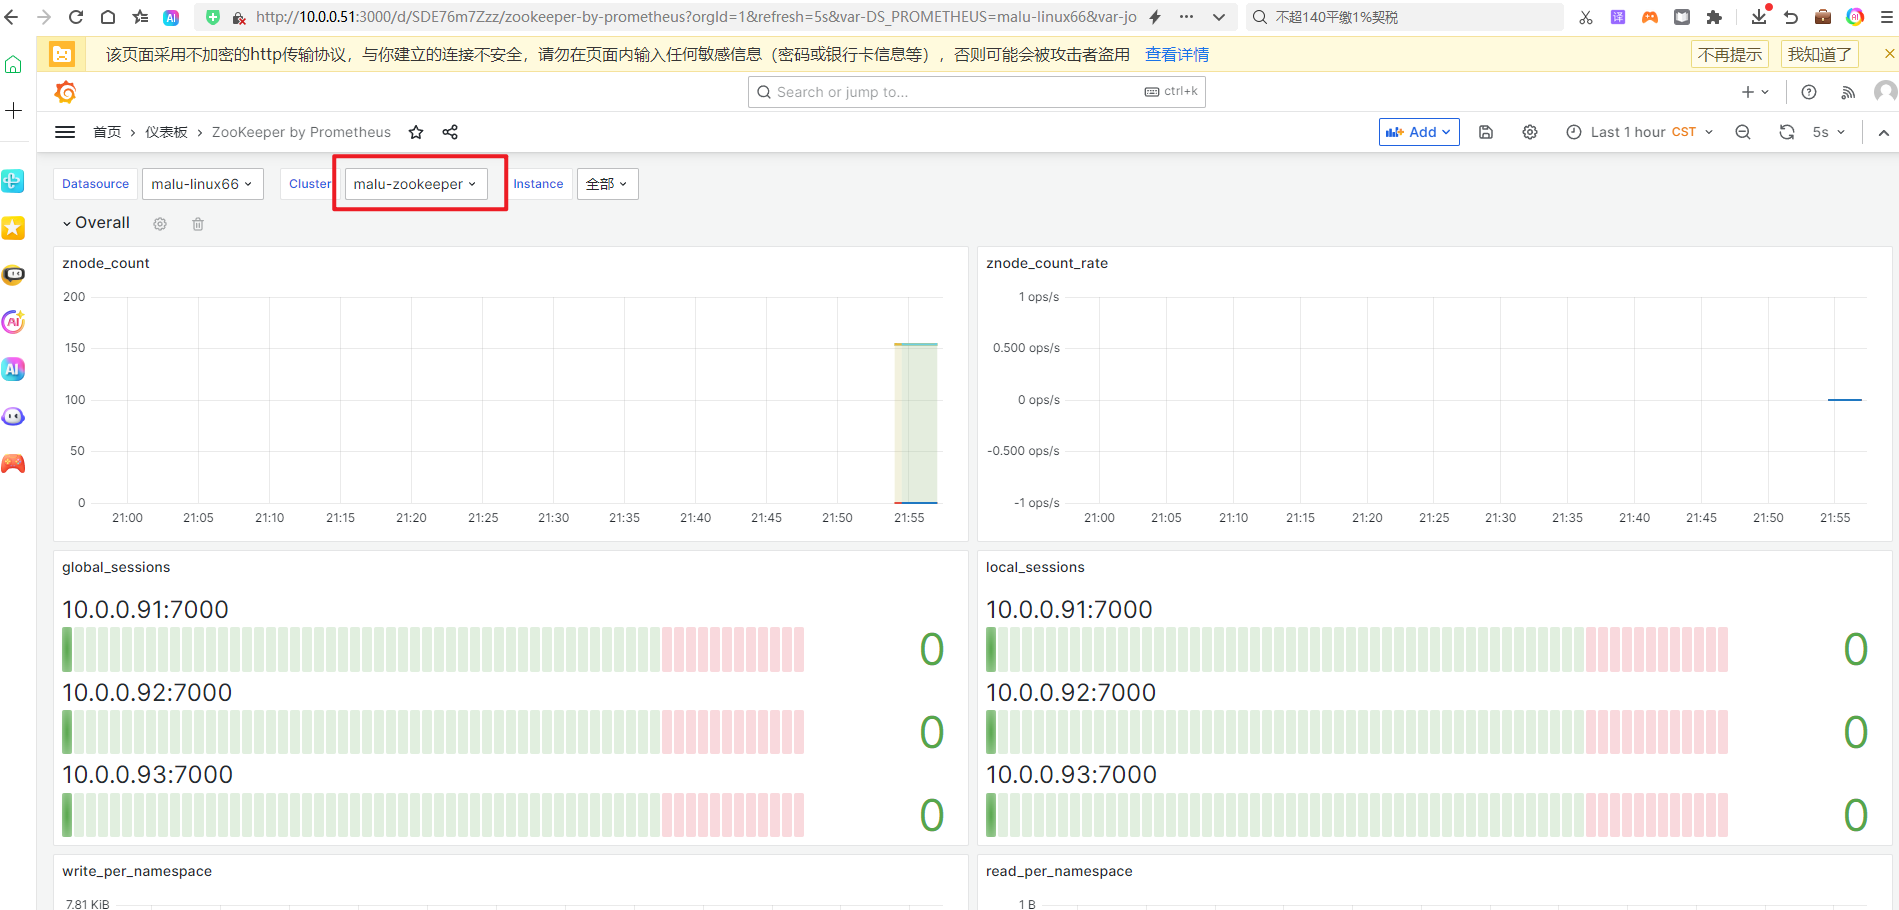 http://10.0.0.51:3000/d/SDE76m7Zzz/zookeeper-by-prometheus?orgId=1&refresh=5s&var-DS_PROMETHEUS=malu-linux66&var-jo
不超140平缴1%契税
该页面采用不加密的http传输协议，与你建立的连接不安全，请勿在页面内输入任何敏感信息（密码或银行卡信息等），否则可能会被攻击者盗用 查看详情 不再提示 我知道了
Search or jump to... ctrl+k
首页 › 仪表板 › ZooKeeper by Prometheus Add Last 1 hour CST 5s
Datasource malu-linux66 Cluster malu-zookeeper Instance 全部
Overall
znode_count
200
150
100
50
0
21:00 21:05 21:10 21:15 21:20 21:25 21:30 21:35 21:40 21:45 21:50 21:55
znode_count_rate
1 ops/s
0.500 ops/s
0 ops/s
-0.500 ops/s
-1 ops/s
21:00 21:05 21:10 21:15 21:20 21:25 21:30 21:35 21:40 21:45 21:50 21:55
global_sessions
10.0.0.91:7000
0
10.0.0.92:7000
0
10.0.0.93:7000
0
local_sessions
10.0.0.91:7000
0
10.0.0.92:7000
0
10.0.0.93:7000
0
write_per_namespace
7.81 KiB
read_per_namespace
1 B